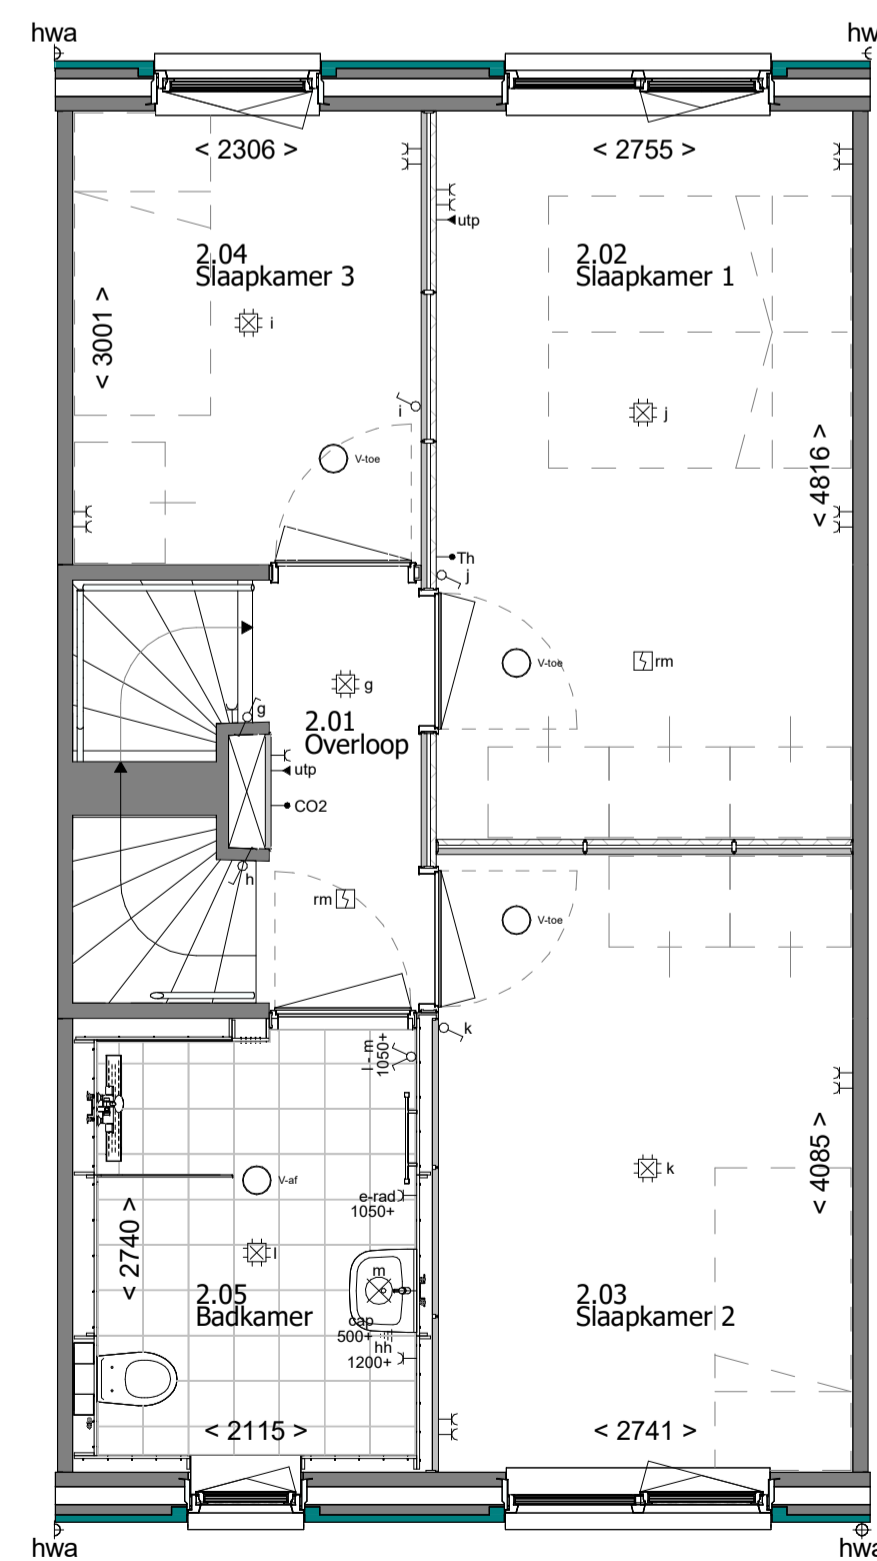 hwa
hw
< 2306 >
< 2755 >
utp
2.04
Slaapkamer 3
2.02
Slaapkamer 1
< 3001 >
i
j
i
< 4816 >
V-toe
Th
j
V-toe
rm
g
g
2.01
Overloop
utp
CO2
h
rm
V-toe
k
l - m
1050+
< 4085 >
V-af
k
e-rad
1050+
< 2740 >
l
m
2.05
Badkamer
2.03
Slaapkamer 2
cap
500+
hh
1200+
< 2115 >
< 2741 >
hwa
hwa